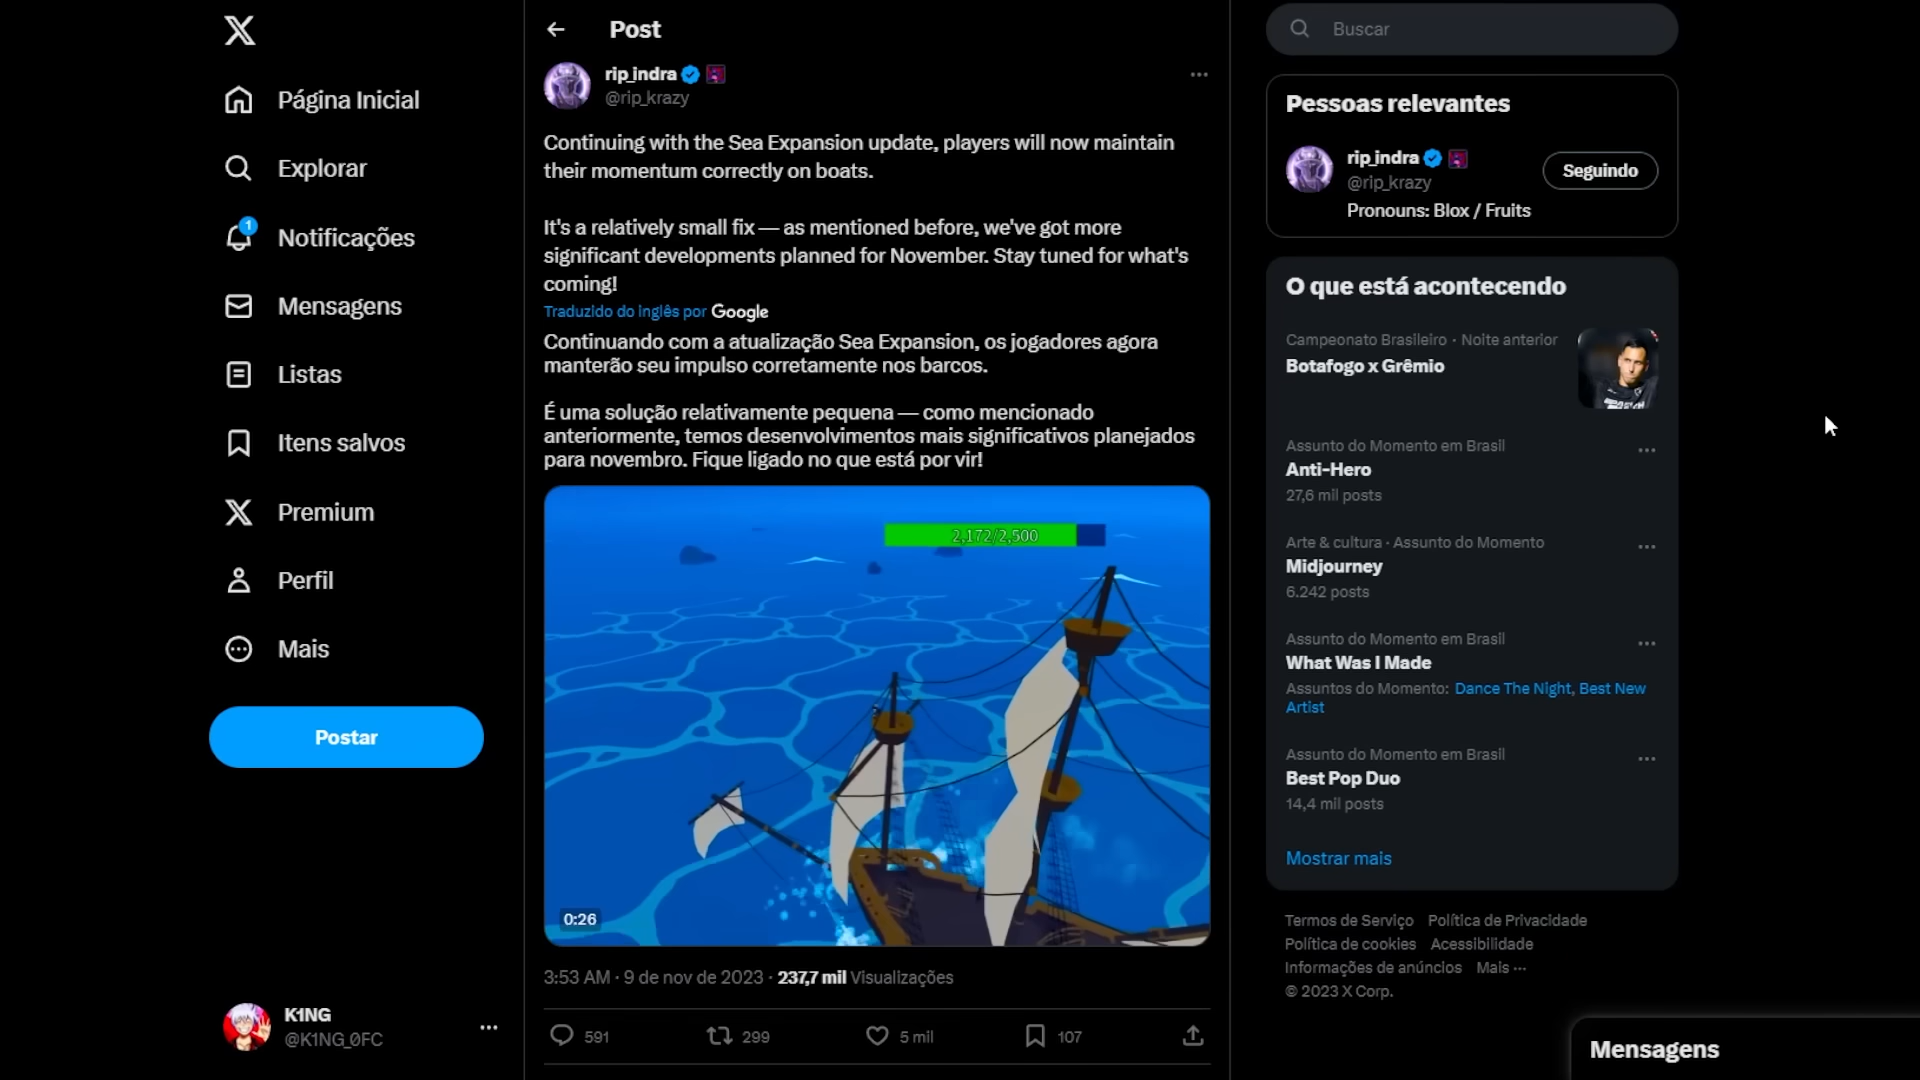 Página Inicial
Explorar
1
Notificações
Mensagens
Listas
Itens salvos
Premium
Perfil
Mais
Postar
K1NG
@K1NG_0FC
Post
rip_indra
@rip_krazy
Continuing with the Sea Expansion update, players will now maintain
their momentum correctly on boats.
It's a relatively small fix — as mentioned before, we've got more
significant developments planned for November. Stay tuned for what's
coming!
Traduzido do inglês por Google
Continuando com a atualização Sea Expansion, os jogadores agora
manterão seu impulso corretamente nos barcos.
É uma solução relativamente pequena — como mencionado
anteriormente, temos desenvolvimentos mais significativos planejados
para novembro. Fique ligado no que está por vir!
2,172/2,500
0:26
3:53 AM · 9 de nov de 2023 · 237,7 mil Visualizações
591
299
5 mil
107
Buscar
Pessoas relevantes
rip_indra
@rip_krazy
Seguindo
Pronouns: Blox / Fruits
O que está acontecendo
Campeonato Brasileiro · Noite anterior
Botafogo x Grêmio
Assunto do Momento em Brasil
Anti-Hero
27,6 mil posts
Arte & cultura · Assunto do Momento
Midjourney
6.242 posts
Assunto do Momento em Brasil
What Was I Made
Assuntos do Momento: Dance The Night, Best New
Artist
Assunto do Momento em Brasil
Best Pop Duo
14,4 mil posts
Mostrar mais
Termos de Serviço Política de Privacidade
Política de cookies Acessibilidade
Informações de anúncios Mais ···
© 2023 X Corp.
Mensagens